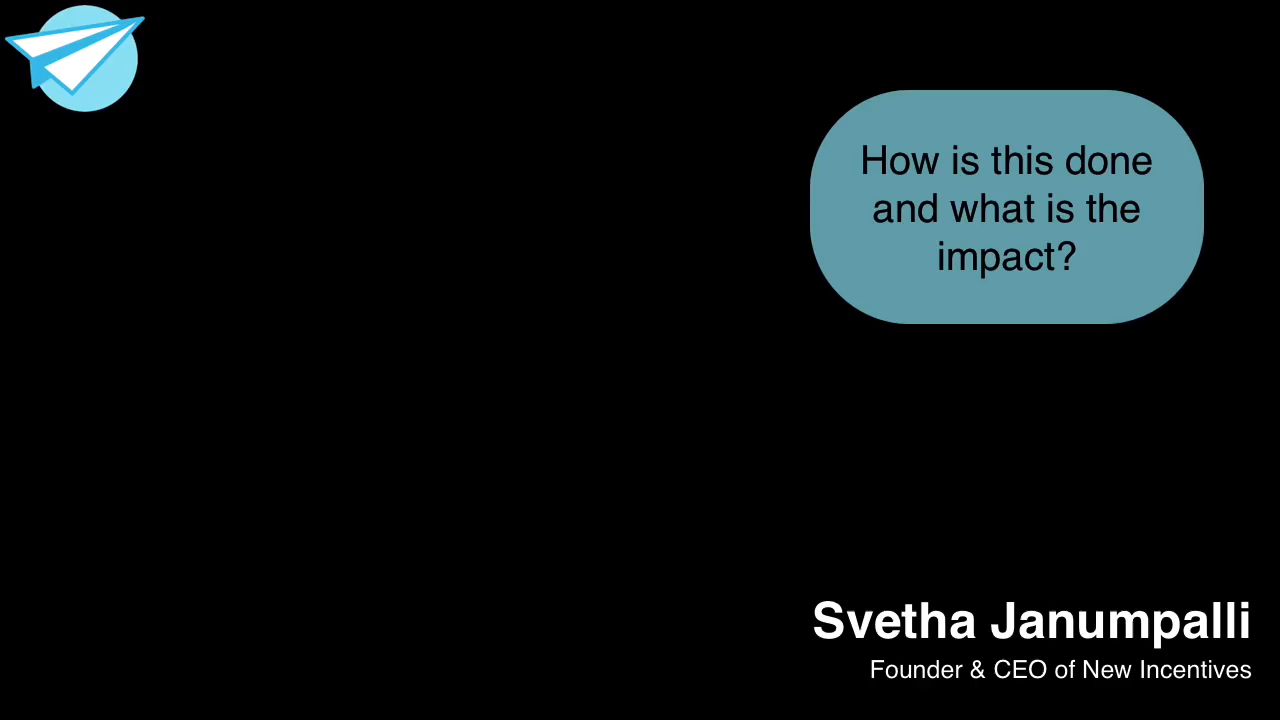 How is this done
and what is the
impact?
Svetha Janumpalli
Founder & CEO of New Incentives